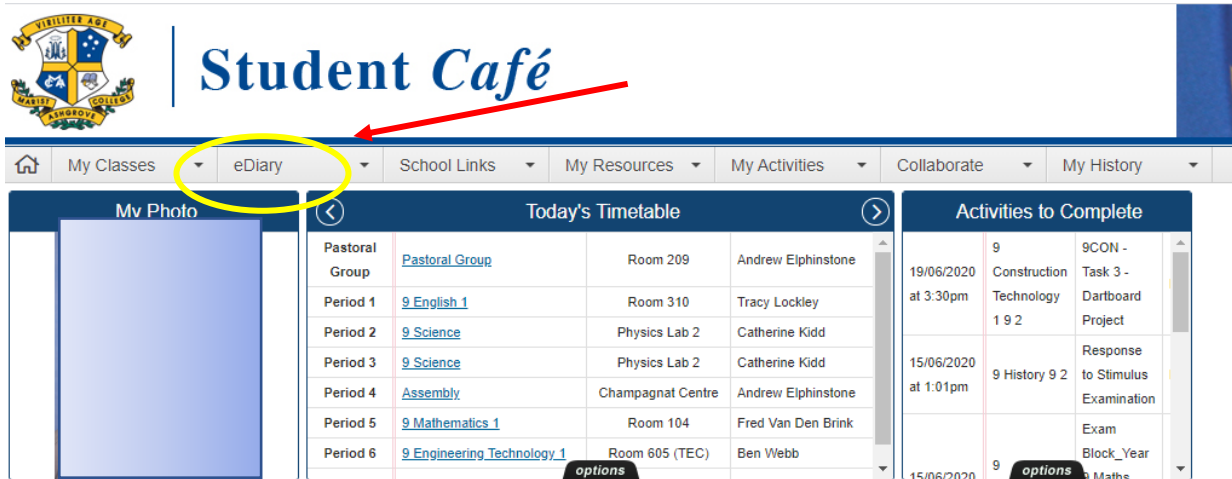 VIRILITER AGE
MARIST COLLEGE
ASHGROVE
Student Café
My Classes eDiary School Links My Resources My Activities Collaborate My History
My Photo
Today's Timetable
Pastoral Group Pastoral Group Room 209 Andrew Elphinstone
Period 1 9 English 1 Room 310 Tracy Lockley
Period 2 9 Science Physics Lab 2 Catherine Kidd
Period 3 9 Science Physics Lab 2 Catherine Kidd
Period 4 Assembly Champagnat Centre Andrew Elphinstone
Period 5 9 Mathematics 1 Room 104 Fred Van Den Brink
Period 6 9 Engineering Technology 1 Room 605 (TEC) Ben Webb
options
Activities to Complete
19/06/2020 at 3:30pm 9 Construction Technology 1 9 2 9CON - Task 3 - Dartboard Project
15/06/2020 at 1:01pm 9 History 9 2 Response to Stimulus Examination
15/06/2020 9 Exam Block_Year 9 Maths
options